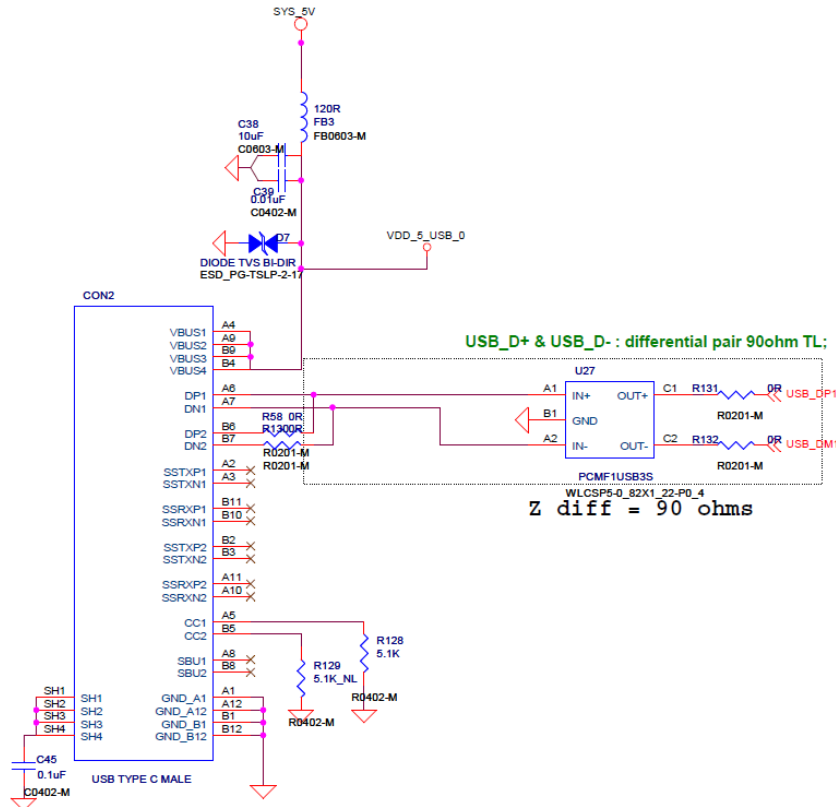 SYS_5V
120R
FB3
FB0603-M
C38
10uF
C0603-M
C39
0.01uF
C0402-M
D7
DIODE TVS BI-DIR
ESD_PG-TSLP-2-17
VDD_5_USB_0
CON2
USB_D+ & USB_D- : differential pair 90ohm TL;
VBUS1 A4
VBUS2 A9
VBUS3 B9
VBUS4 B4
DP1 A6
DN1 A7
DP2 B6
DN2 B7
R58 0R
R130 0R
R0201-M
R0201-M
U27
A1 IN+ OUT+ C1
B1 GND
A2 IN- OUT- C2
R131 0R USB_DP1
R0201-M
R132 0R USB_DM1
R0201-M
PCMF1USB3S
WLCSP5-0_82X1_22-P0_4
Z diff = 90 ohms
SSTXP1 A2
SSTXN1 A3
SSRXP1 B11
SSRXN1 B10
SSTXP2 B2
SSTXN2 B3
SSRXP2 A11
SSRXN2 A10
CC1 A5
CC2 B5
SBU1 A8
SBU2 B8
R128
5.1K
R0402-M
R129
5.1K_NL
R0402-M
SH1 SH1 GND_A1 A1
SH2 SH2 GND_A12 A12
SH3 SH3 GND_B1 B1
SH4 SH4 GND_B12 B12
C45
0.1uF
C0402-M
USB TYPE C MALE